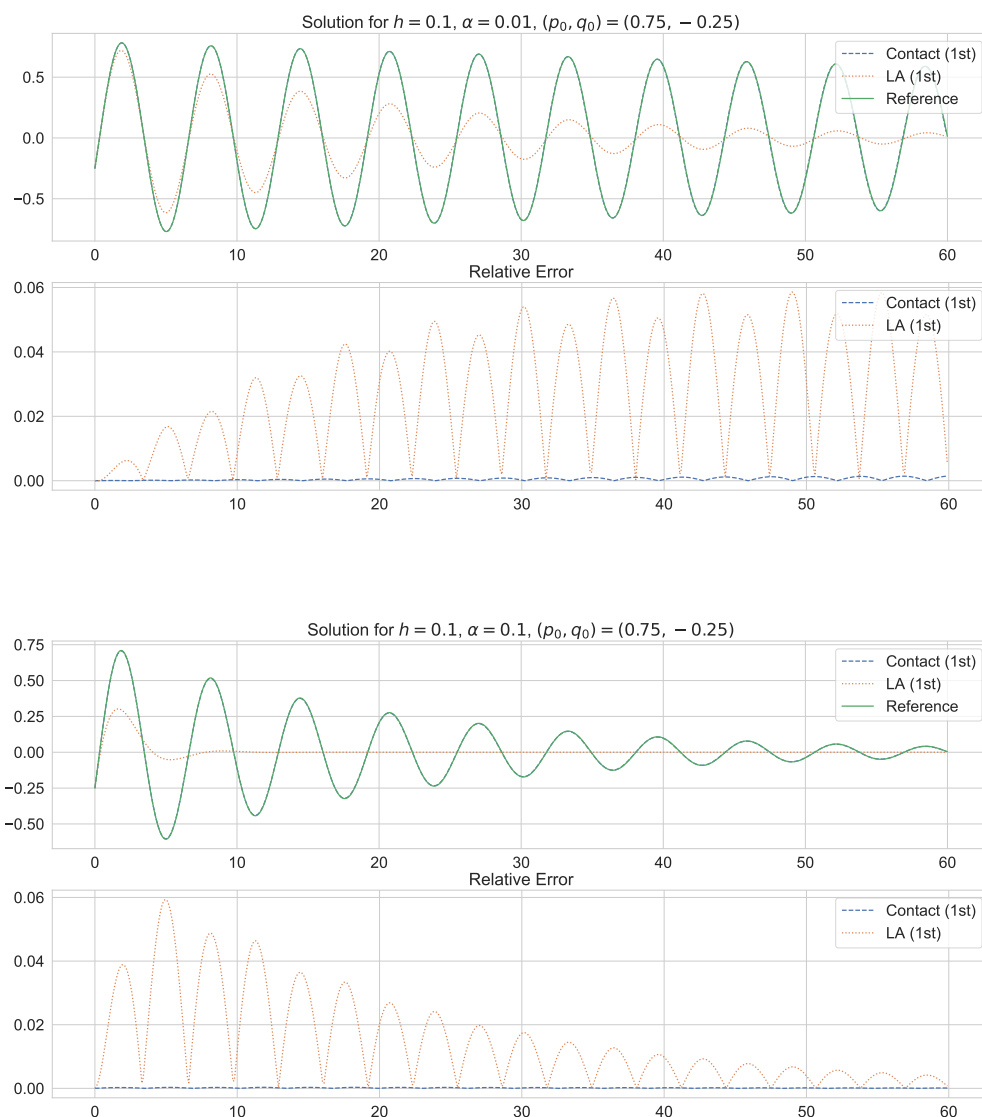 Solution for h = 0.1, α = 0.01, (p₀, q₀) = (0.75, − 0.25)
Contact (1st)
LA (1st)
Reference
0.5
0.0
−0.5
0 10 20 30 40 50 60
Relative Error
Contact (1st)
LA (1st)
0.06
0.04
0.02
0.00
0 10 20 30 40 50 60
Solution for h = 0.1, α = 0.1, (p₀, q₀) = (0.75, − 0.25)
Contact (1st)
LA (1st)
Reference
0.75
0.50
0.25
0.00
−0.25
−0.50
0 10 20 30 40 50 60
Relative Error
Contact (1st)
LA (1st)
0.06
0.04
0.02
0.00
0 10 20 30 40 50 60